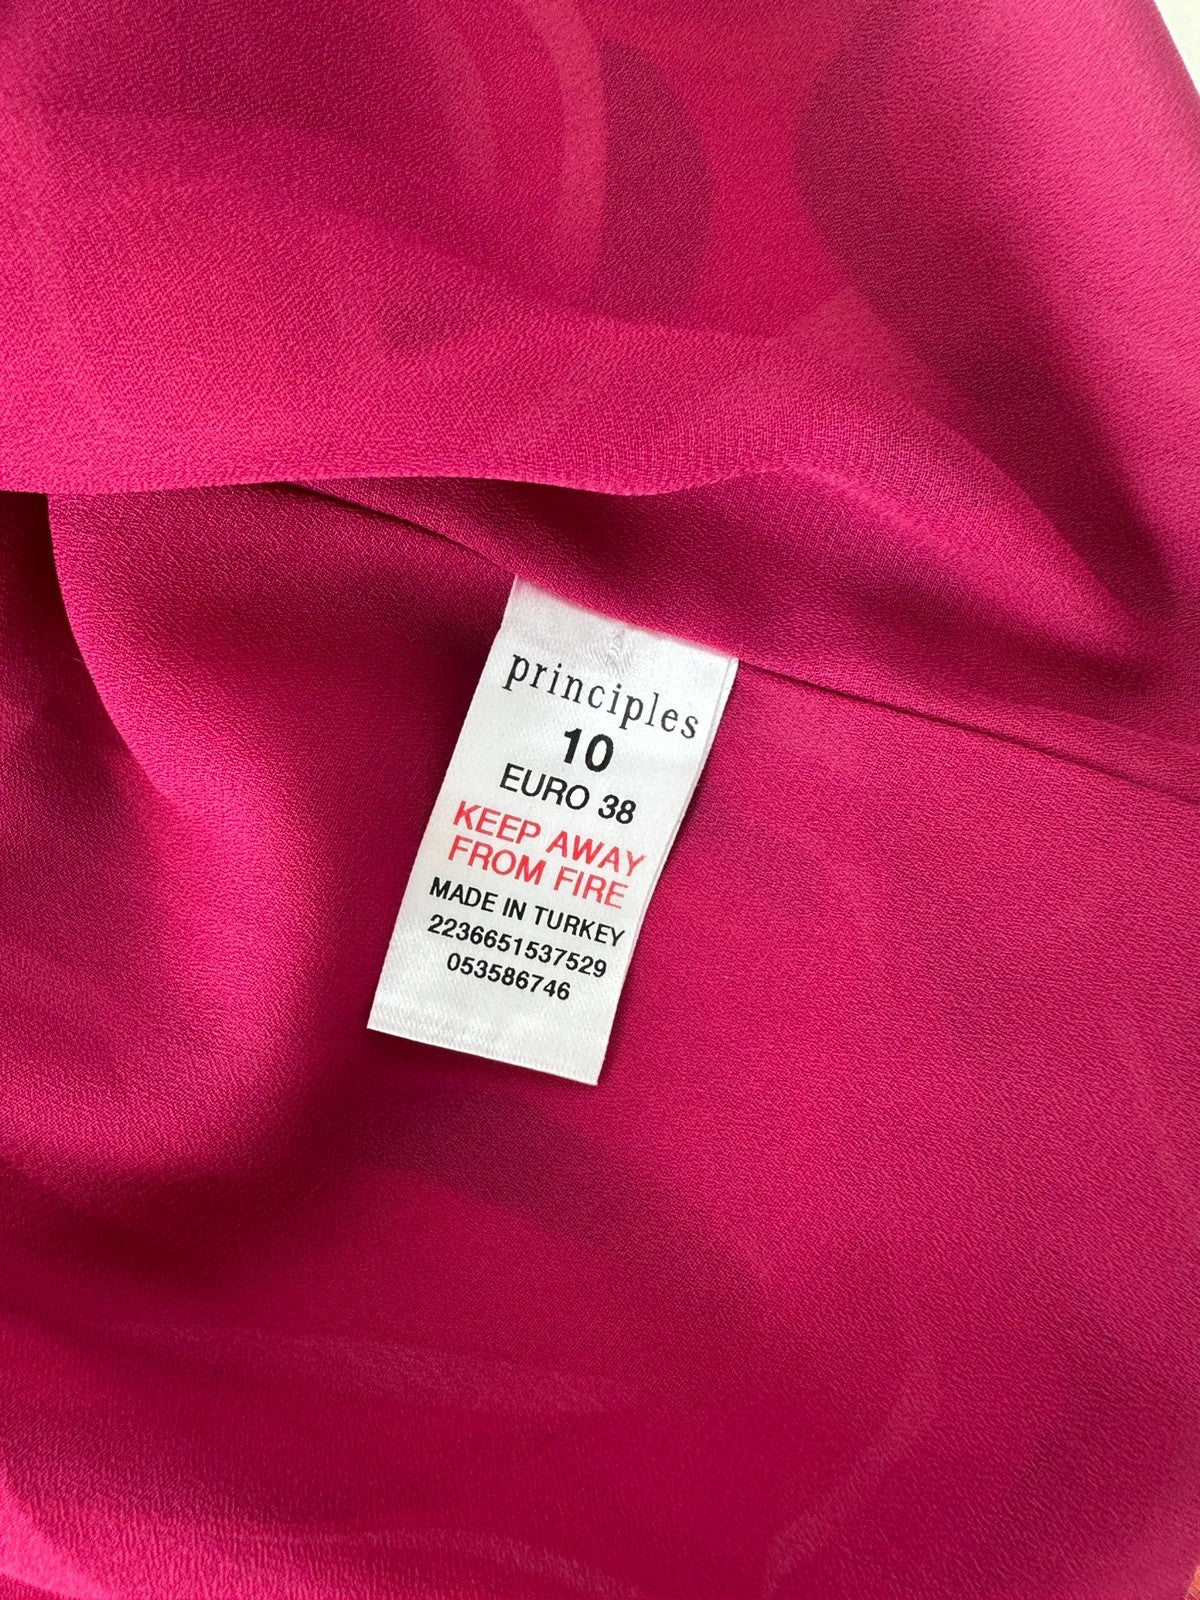 principles
10
EURO 38
KEEP AWAY
FROM FIRE
MADE IN TURKEY
2236651537529
053586746